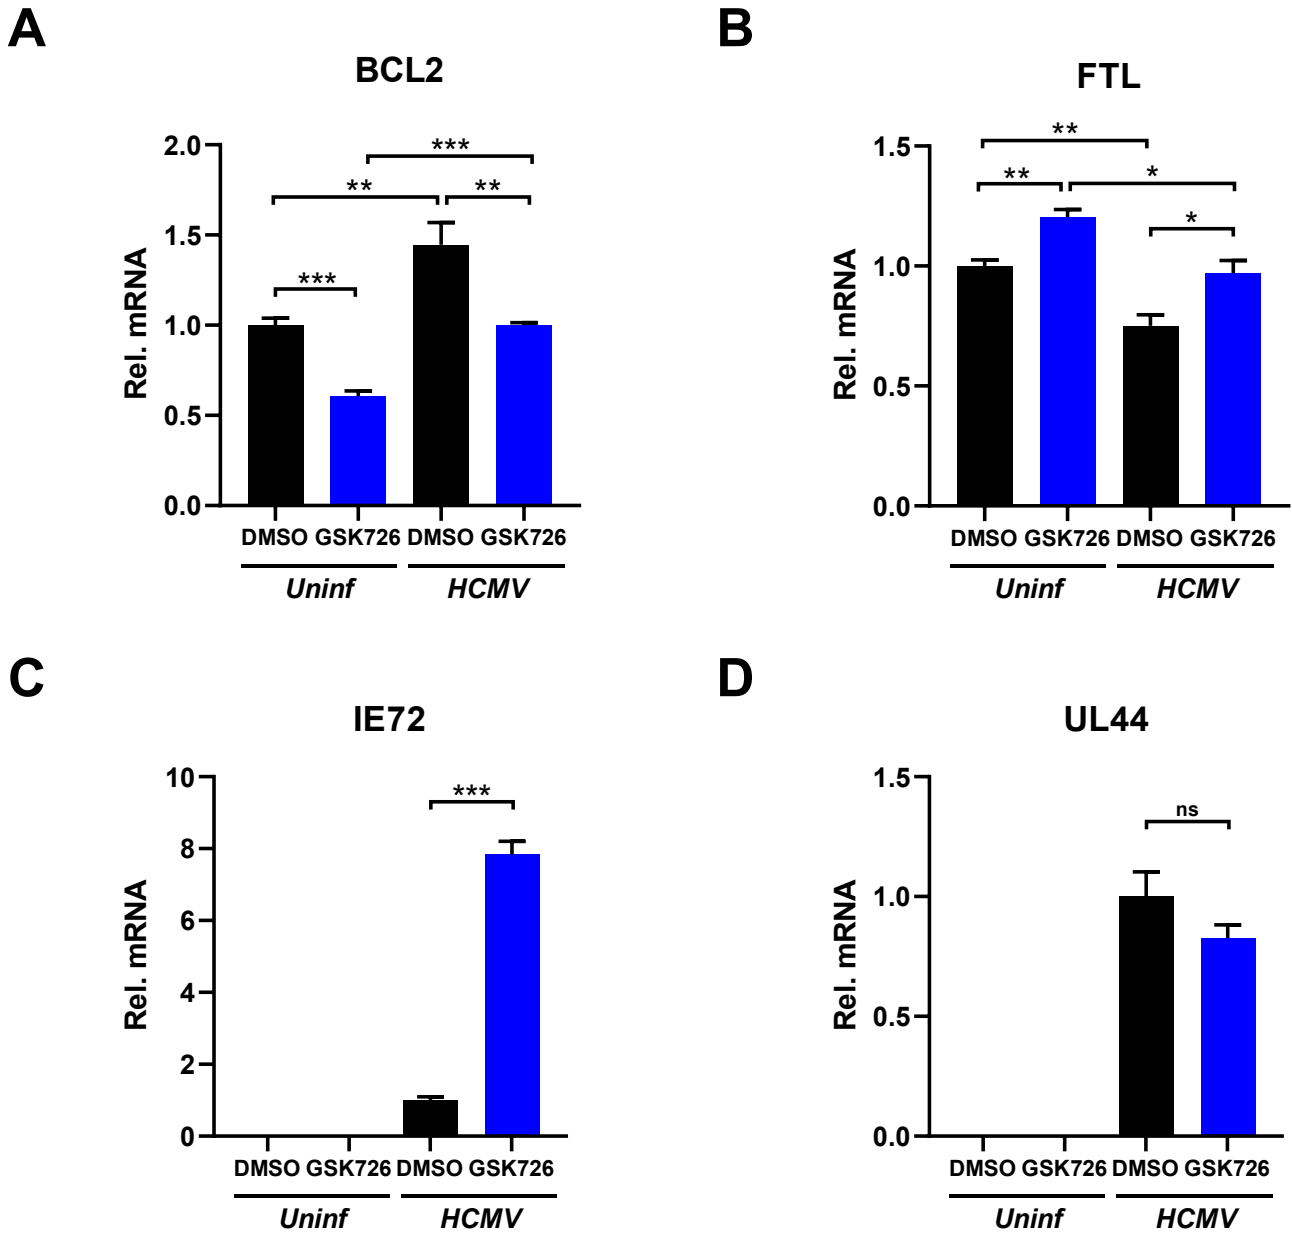 A
BCL2
Rel. mRNA
2.0
1.5
1.0
0.5
0.0
***
**
**
***
DMSO GSK726 DMSO GSK726
Uninf HCMV
B
FTL
Rel. mRNA
1.5
1.0
0.5
0.0
**
**
*
*
DMSO GSK726 DMSO GSK726
Uninf HCMV
C
IE72
Rel. mRNA
10
8
6
4
2
0
***
DMSO GSK726 DMSO GSK726
Uninf HCMV
D
UL44
Rel. mRNA
1.5
1.0
0.5
0.0
ns
DMSO GSK726 DMSO GSK726
Uninf HCMV